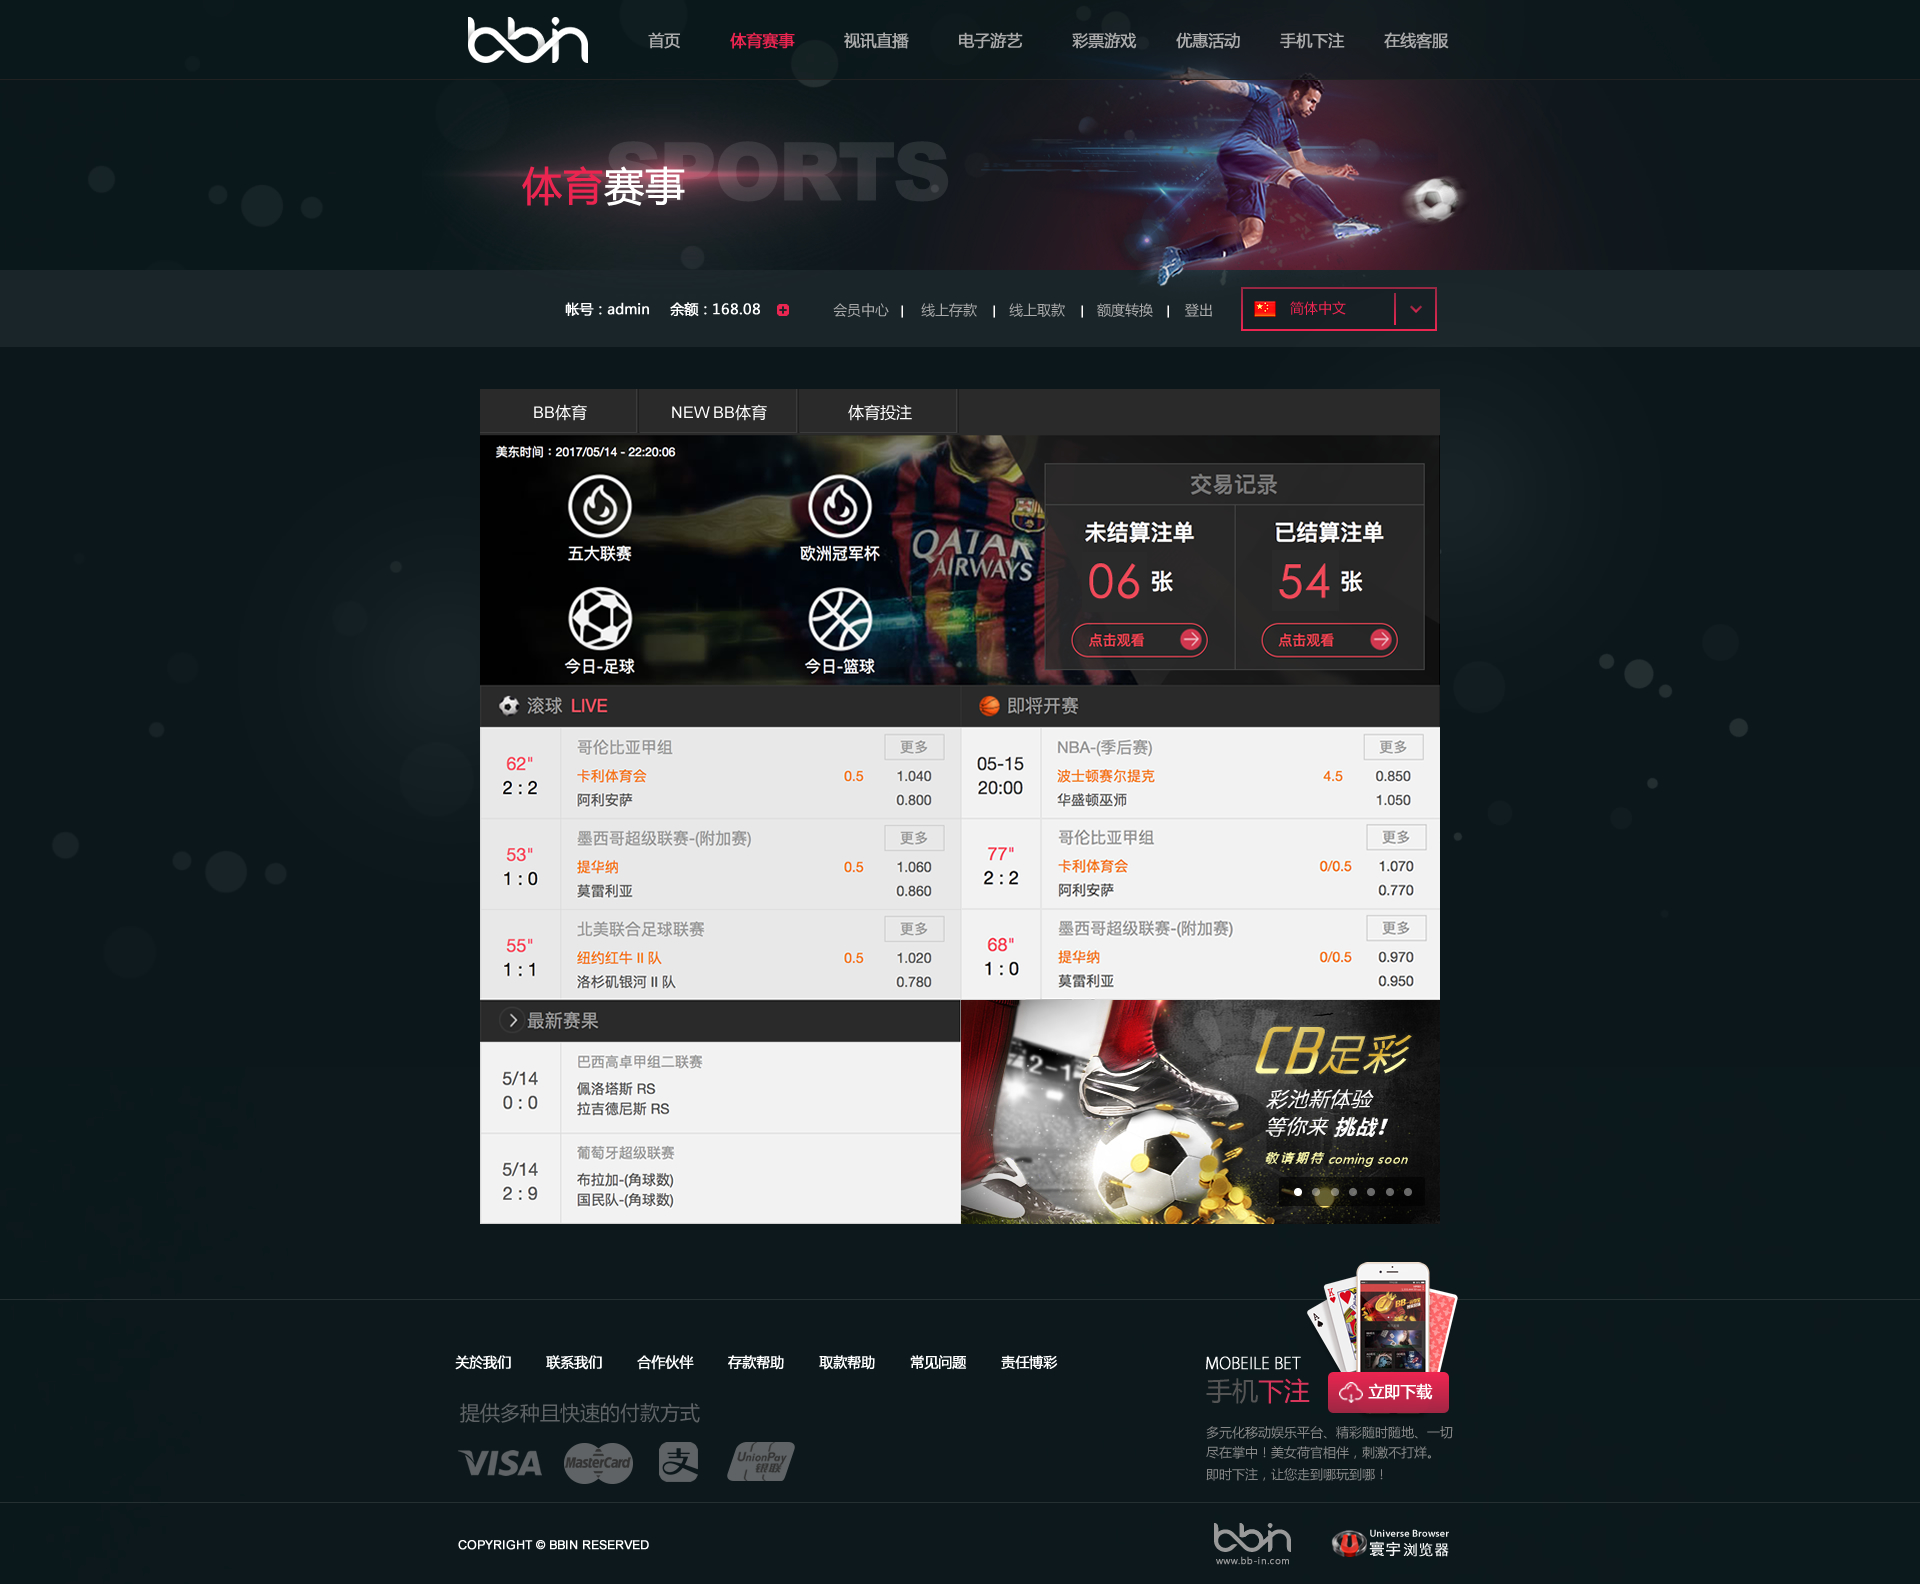 bbin
首页 体育赛事 视讯直播 电子游艺 彩票游戏 优惠活动 手机下注 在线客服
SPORTS
体育赛事
帐号：admin 余额：168.08
会员中心 | 线上存款 | 线上取款 | 额度转换 | 登出
简体中文
BB体育 NEW BB体育 体育投注
美东时间：2017/05/14 - 22:20:06
五大联赛 欧洲冠军杯
今日-足球 今日-篮球
QATAR
AIRWAYS
交易记录
未结算注单 已结算注单
06 张 54 张
点击观看 点击观看
滚球 LIVE
62"
2 : 2
哥伦比亚甲组 更多
卡利体育会 0.5 1.040
阿利安萨 0.800
53"
1 : 0
墨西哥超级联赛-(附加赛) 更多
提华纳 0.5 1.060
莫雷利亚 0.860
55"
1 : 1
北美联合足球联赛 更多
纽约红牛 II 队 0.5 1.020
洛杉矶银河 II 队 0.780
即将开赛
05-15
20:00
NBA-(季后赛) 更多
波士顿赛尔提克 4.5 0.850
华盛顿巫师 1.050
77"
2 : 2
哥伦比亚甲组 更多
卡利体育会 0/0.5 1.070
阿利安萨 0.770
68"
1 : 0
墨西哥超级联赛-(附加赛) 更多
提华纳 0/0.5 0.970
莫雷利亚 0.950
最新赛果
5/14
0 : 0
巴西高卓甲组二联赛
佩洛塔斯 RS
拉吉德尼斯 RS
5/14
2 : 9
葡萄牙超级联赛
布拉加-(角球数)
国民队-(角球数)
2-1
CB足彩
彩池新体验
等你来 挑战!
敬请期待 coming soon
关於我们 联系我们 合作伙伴 存款帮助 取款帮助 常见问题 责任博彩
提供多种且快速的付款方式
VISA MasterCard 支 UnionPay 银联
MOBEILE BET
手机下注
立即下载
多元化移动娱乐平台、精彩随时随地、一切
尽在掌中！美女荷官相伴，刺激不打烊。
即时下注，让您走到哪玩到哪！
COPYRIGHT © BBIN RESERVED
bbin
www.bb-in.com
Universe Browser
寰宇浏览器